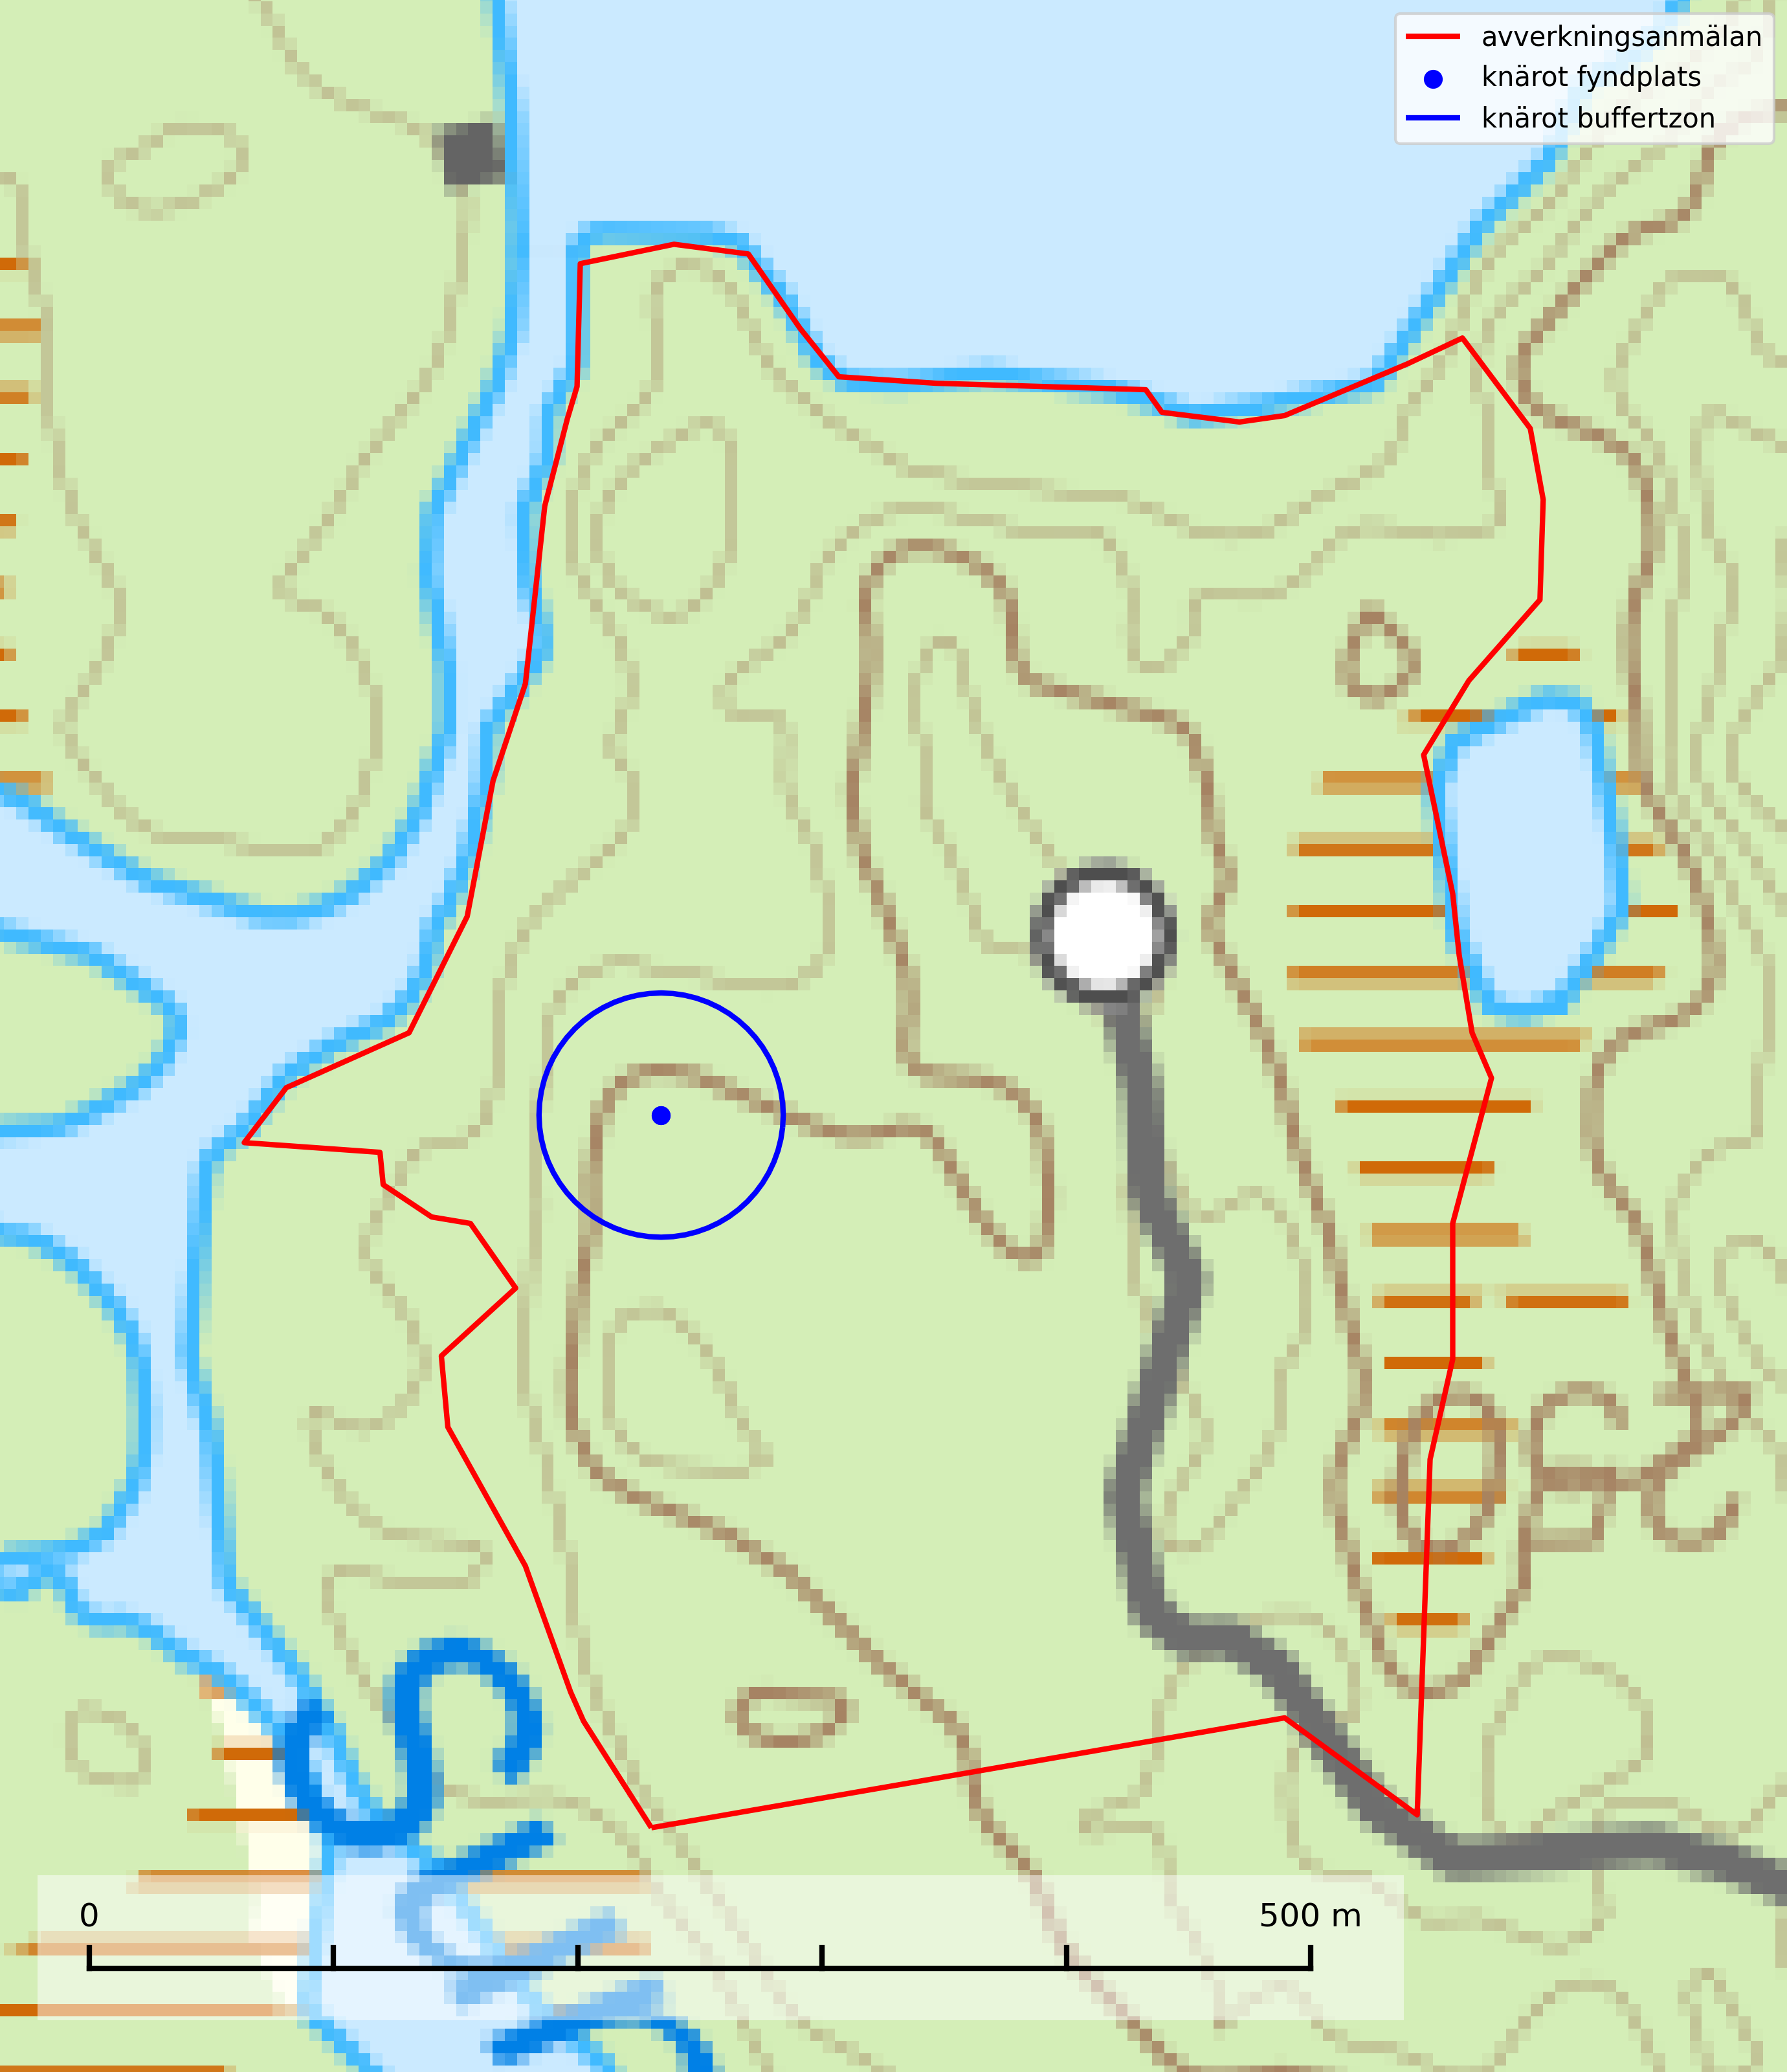 avverkningsanmälan
knärot fyndplats
knärot buffertzon
0
500 m